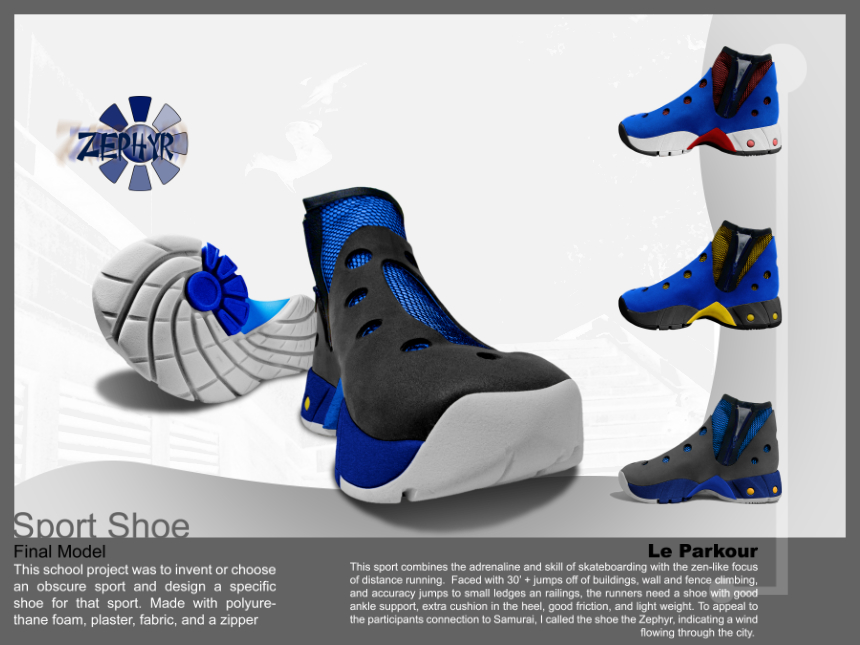 ZEPHYR
Sport Shoe
Final Model
This school project was to invent or choose
an obscure sport and design a specific
shoe for that sport. Made with polyure-
thane foam, plaster, fabric, and a zipper
Le Parkour
This sport combines the adrenaline and skill of skateboarding with the zen-like focus
of distance running. Faced with 30' + jumps off of buildings, wall and fence climbing,
and accuracy jumps to small ledges an railings, the runners need a shoe with good
ankle support, extra cushion in the heel, good friction, and light weight. To appeal to
the participants connection to Samurai, I called the shoe the Zephyr, indicating a wind
flowing through the city.